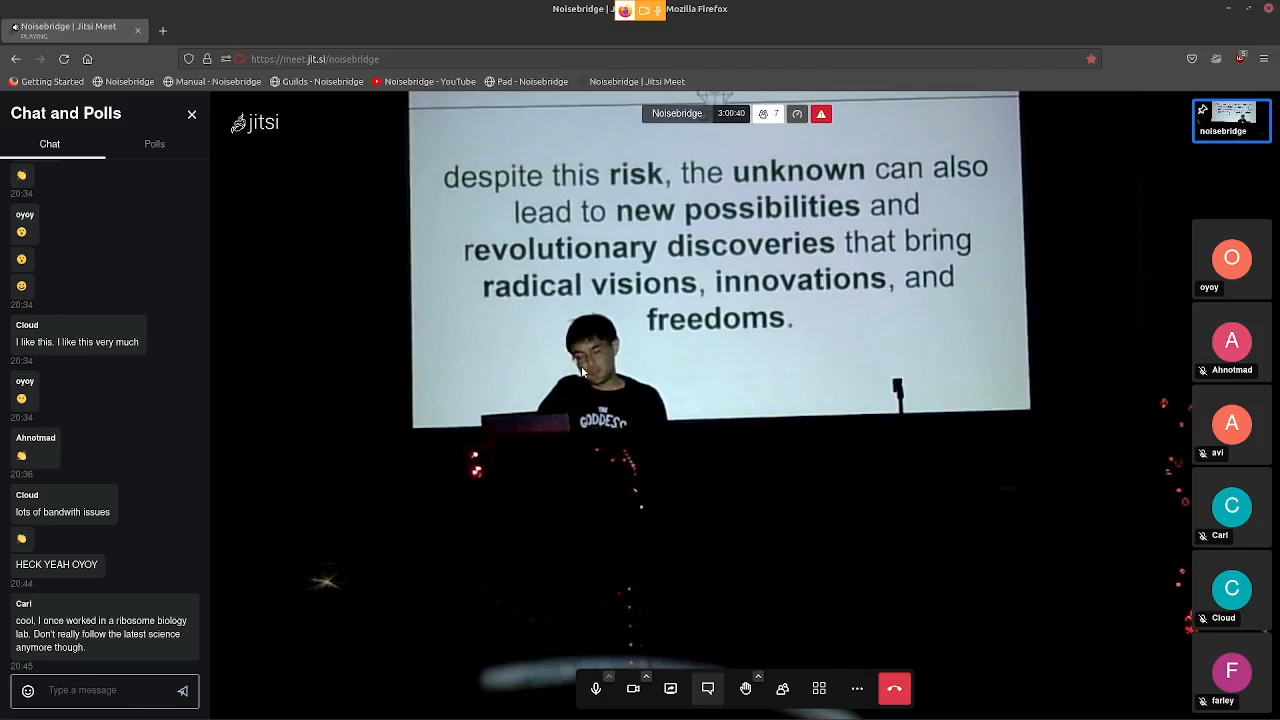 Noisebridge | J
Mozilla Firefox
Noisebridge | Jitsi Meet
PLAYING
https://meet.jit.si/noisebridge
Getting Started
Noisebridge
Manual - Noisebridge
Guilds - Noisebridge
Noisebridge - YouTube
Pad - Noisebridge
Noisebridge | Jitsi Meet
Chat and Polls
Chat
Polls
20:34
oyoy
20:34
Cloud
I like this. I like this very much
20:34
oyoy
20:34
Ahnotmad
20:36
Cloud
lots of bandwith issues
HECK YEAH OYOY
20:44
Carl
cool, I once worked in a ribosome biology
lab. Don't really follow the latest science
anymore though.
20:45
Type a message
jitsi
Noisebridge
3:00:40
7
despite this risk, the unknown can also
lead to new possibilities and
revolutionary discoveries that bring
radical visions, innovations, and
freedoms.
THE
GODDESS
noisebridge
O
oyoy
A
Ahnotmad
A
avi
C
Carl
C
Cloud
F
farley